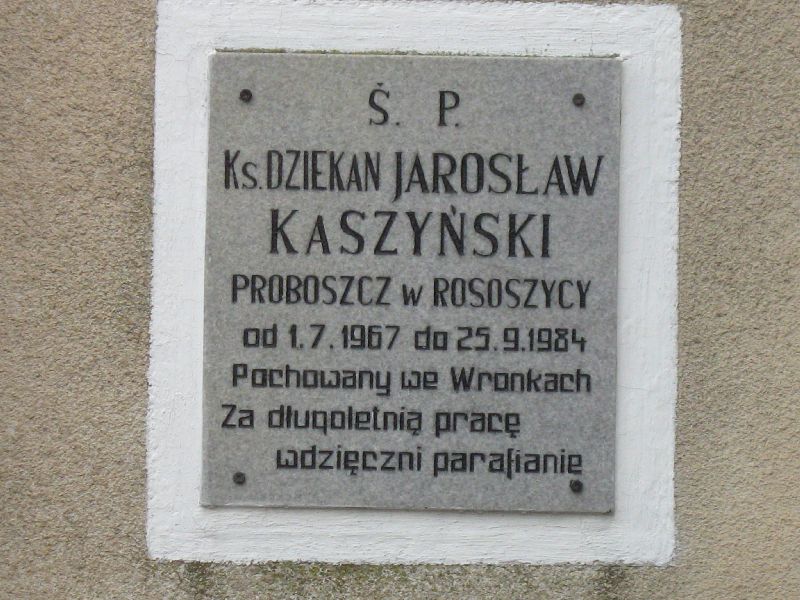 Ś. P.
Ks. DZIEKAN JAROSŁAW
KASZYŃSKI
PROBOSZCZ w ROSOSZYCY
od 1.7.1967 do 25.9.1984
Pochowany we Wronkach
Za długoletnią pracę
wdzięczni parafianie